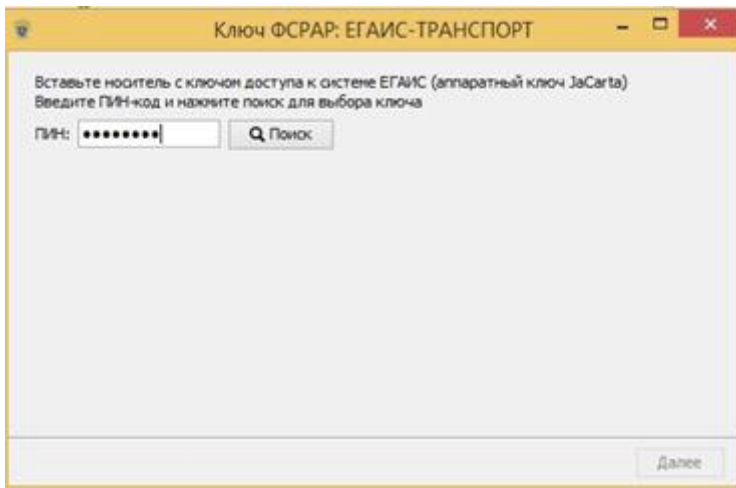 Ключ ФСРАР: ЕГАИС-ТРАНСПОРТ
Вставьте носитель с ключом доступа к системе ЕГАИС (аппаратный ключ JaCarta)
Введите ПИН-код и нажмите поиск для выбора ключа
ПИН: •••••••• Поиск
Далее